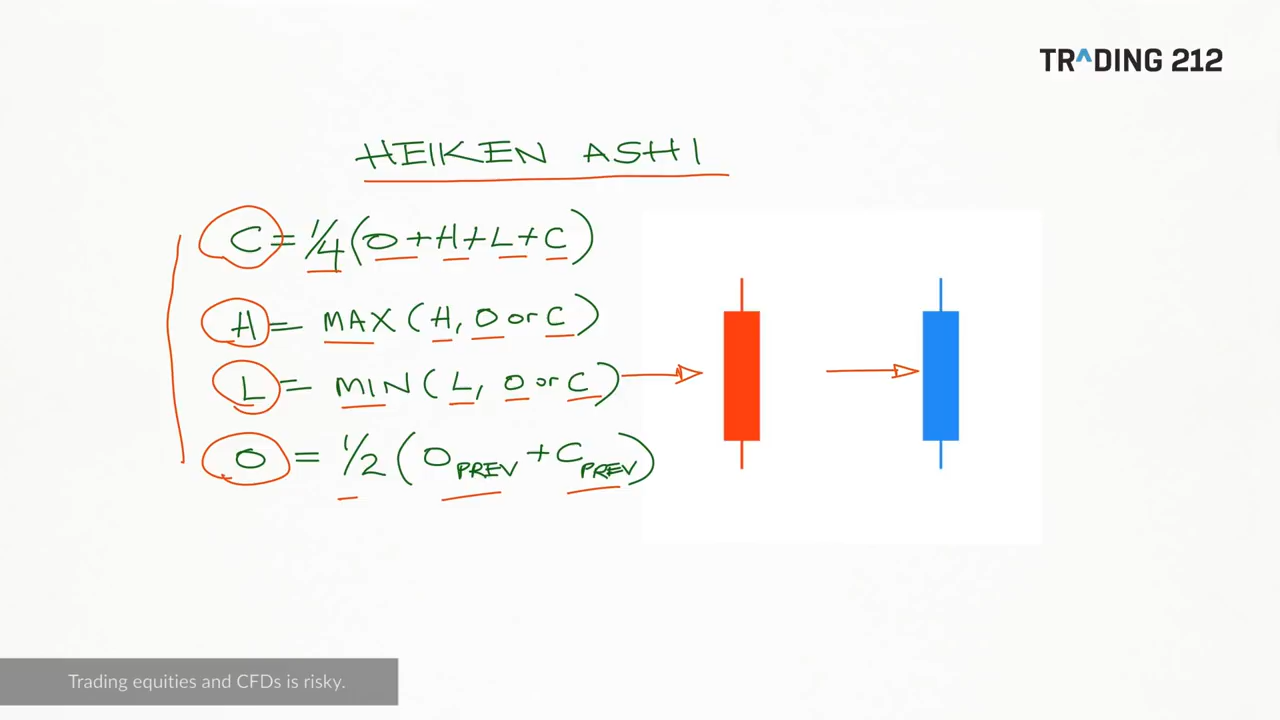 TRADING 212
HEIKEN ASHI
C = 1/4 (O + H + L + C)
H = MAX (H, O or C)
L = MIN (L, O or C)
O = 1/2 (O PREV + C PREV)
Trading equities and CFDs is risky.